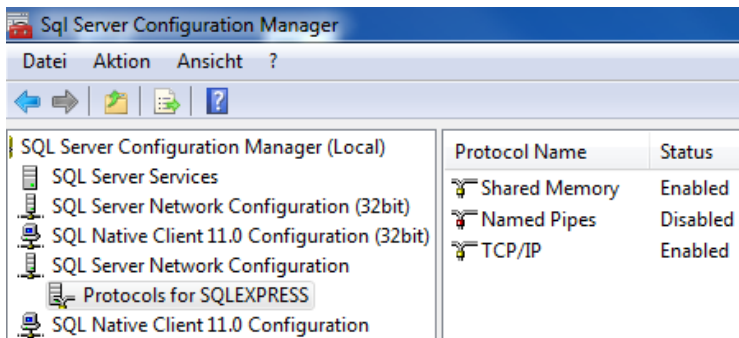 Sql Server Configuration Manager
Datei Aktion Ansicht ?
SQL Server Configuration Manager (Local)
SQL Server Services
SQL Server Network Configuration (32bit)
SQL Native Client 11.0 Configuration (32bit)
SQL Server Network Configuration
Protocols for SQLEXPRESS
SQL Native Client 11.0 Configuration
Protocol Name Status
Shared Memory Enabled
Named Pipes Disabled
TCP/IP Enabled